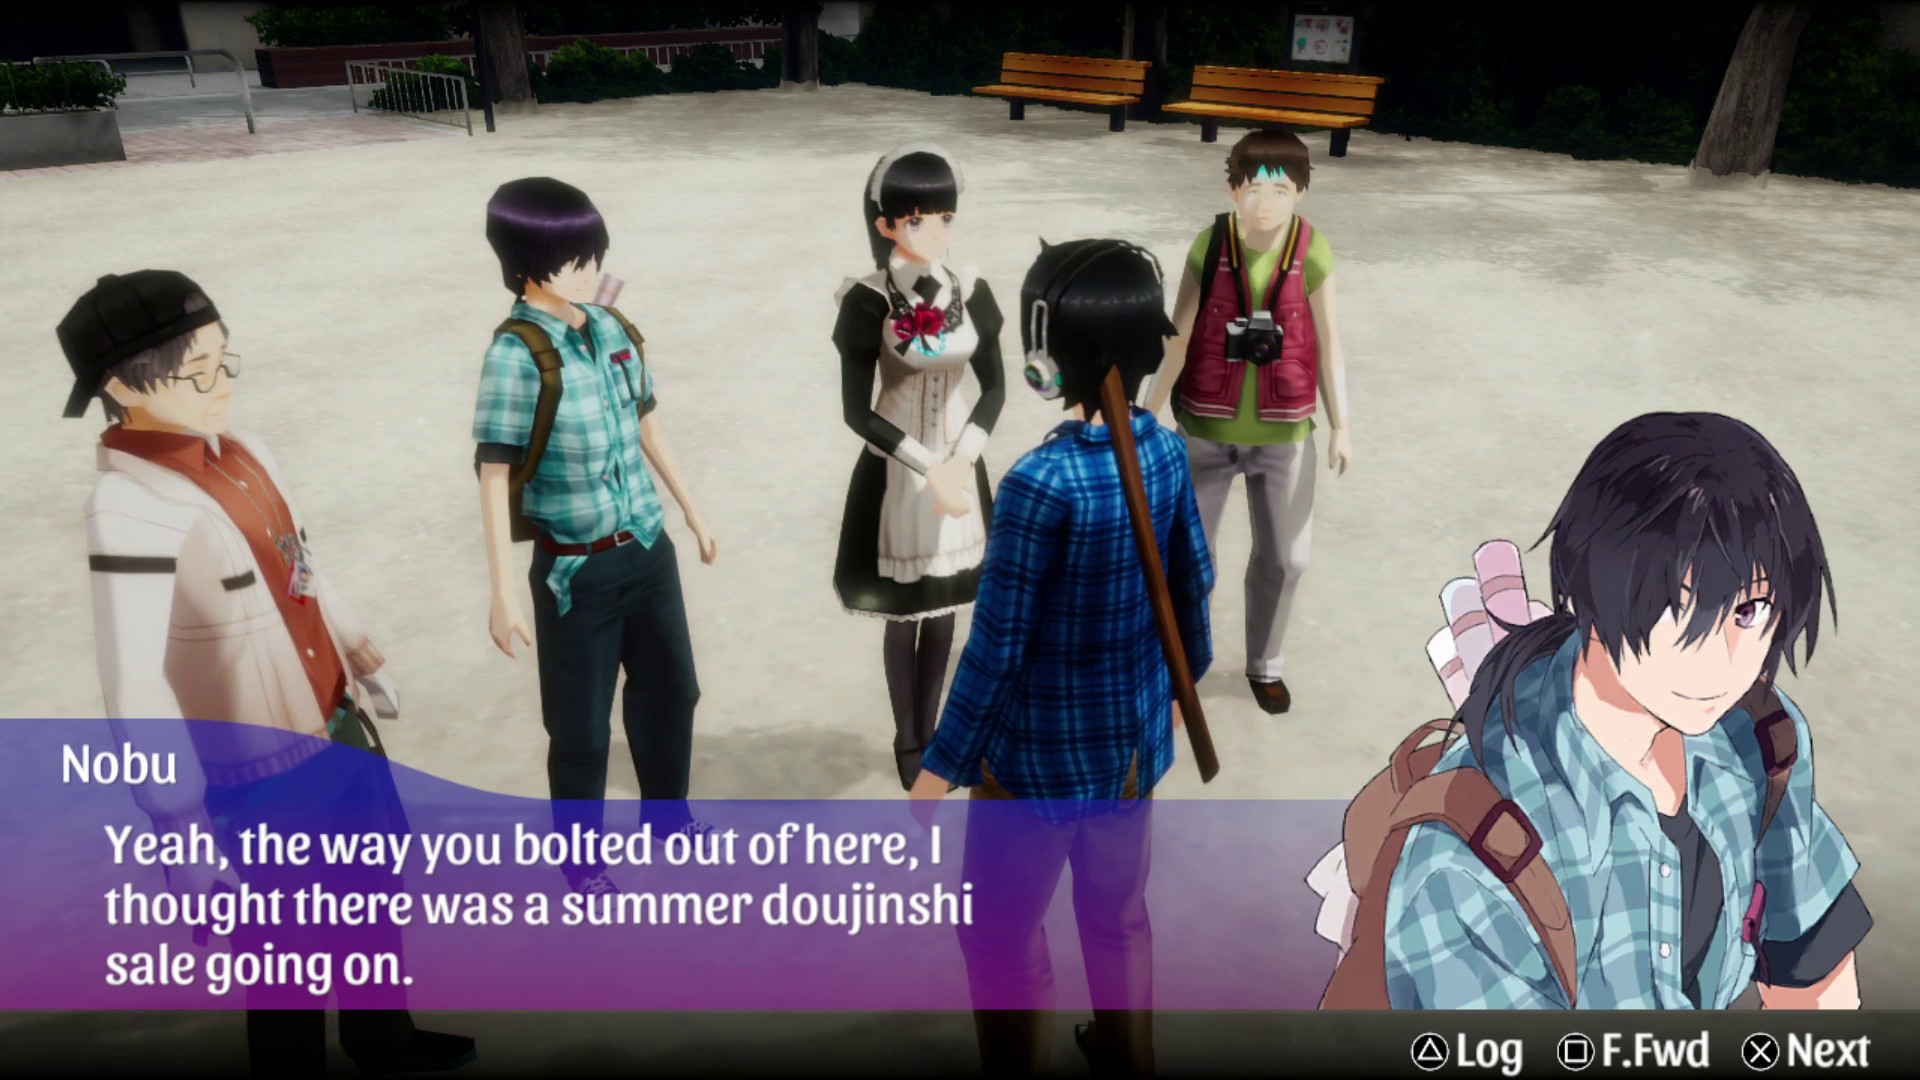 Nobu
Yeah, the way you bolted out of here, I
thought there was a summer doujinshi
sale going on.
Log F.Fwd Next